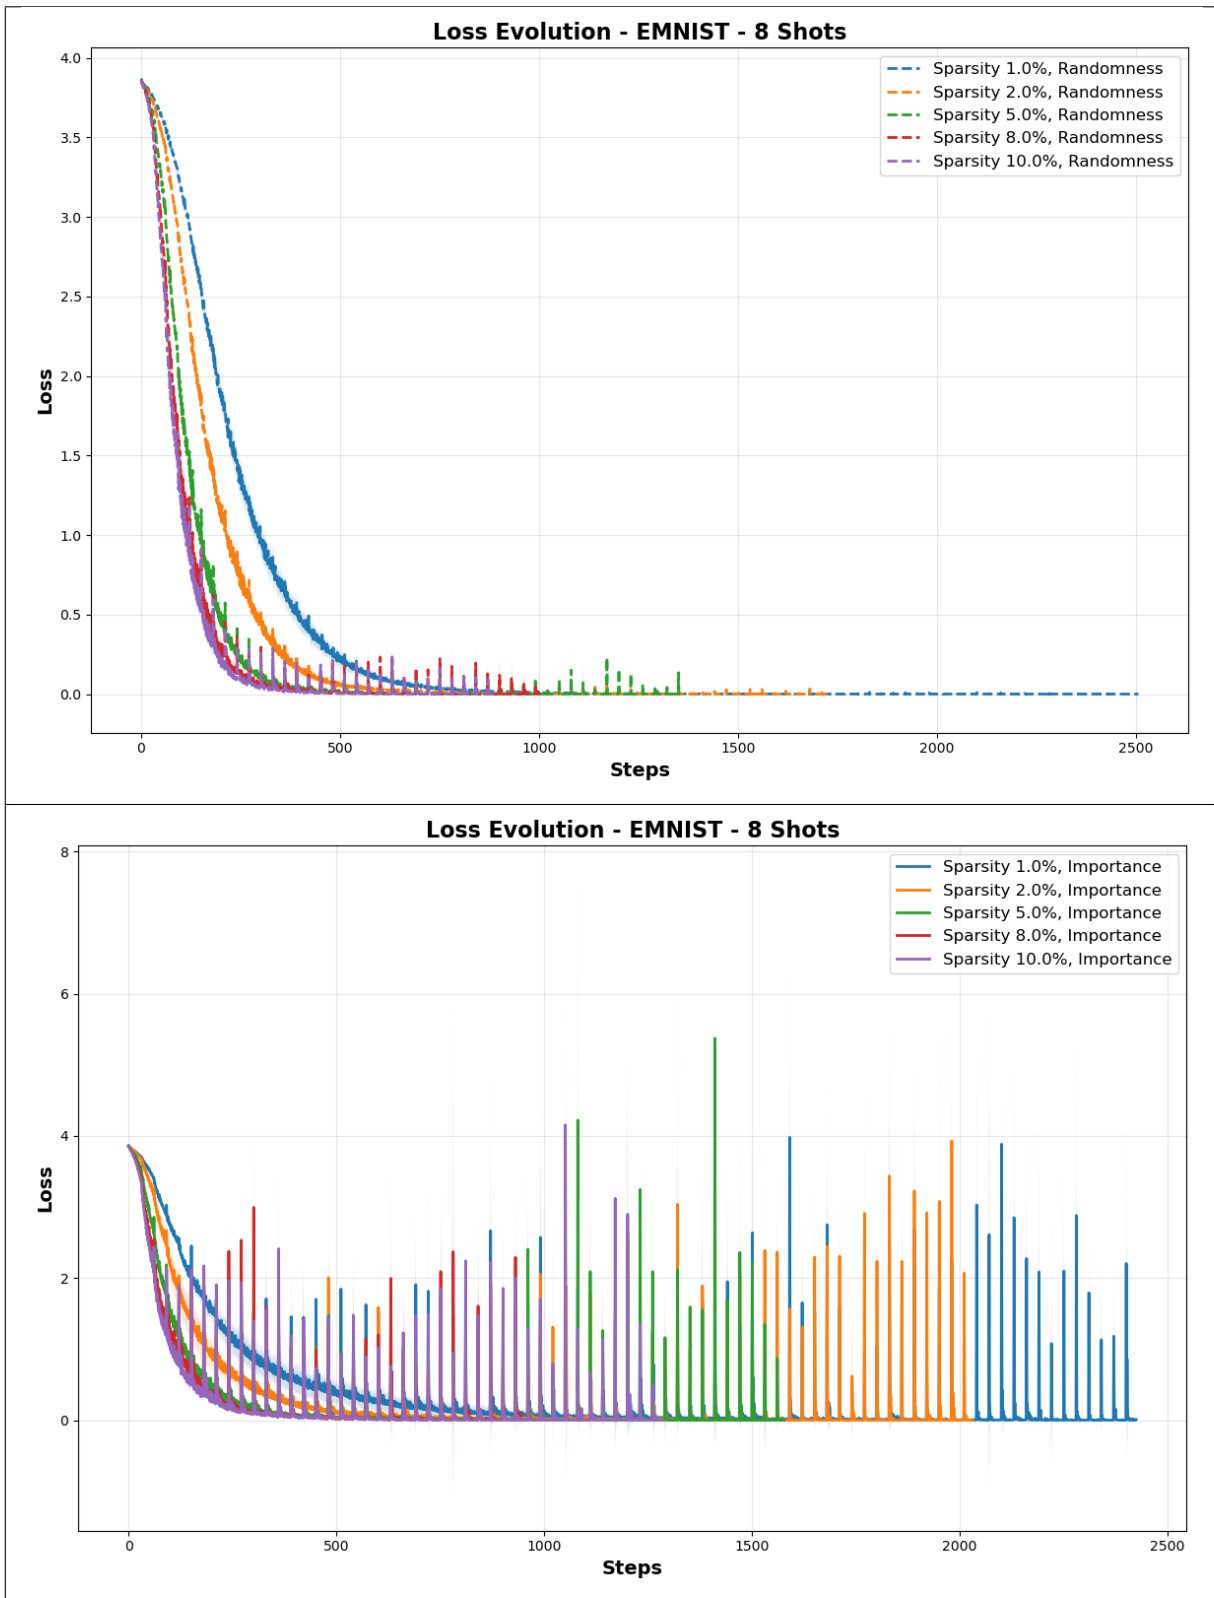 Loss Evolution - EMNIST - 8 Shots
4.0
3.5
3.0
2.5
2.0
1.5
1.0
0.5
0.0
Loss
Sparsity 1.0%, Randomness
Sparsity 2.0%, Randomness
Sparsity 5.0%, Randomness
Sparsity 8.0%, Randomness
Sparsity 10.0%, Randomness
0 500 1000 1500 2000 2500
Steps
Loss Evolution - EMNIST - 8 Shots
8
6
4
2
0
Loss
Sparsity 1.0%, Importance
Sparsity 2.0%, Importance
Sparsity 5.0%, Importance
Sparsity 8.0%, Importance
Sparsity 10.0%, Importance
0 500 1000 1500 2000 2500
Steps